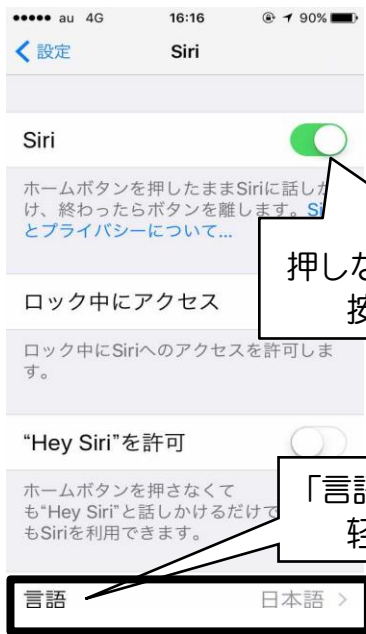 au 4G 16:16 90%
設定 Siri
Siri
ホームボタンを押したままSiriに話しか
け、終わったらボタンを離します。
とプライバシーについて...
押しな
按
ロック中にアクセス
ロック中にSiriへのアクセスを許可しま
す。
“Hey Siri”を許可
「言語
轻
ホームボタンを押さなくて
も“Hey Siri”と話しかけるだけで
もSiriを利用できます。
言語 日本語